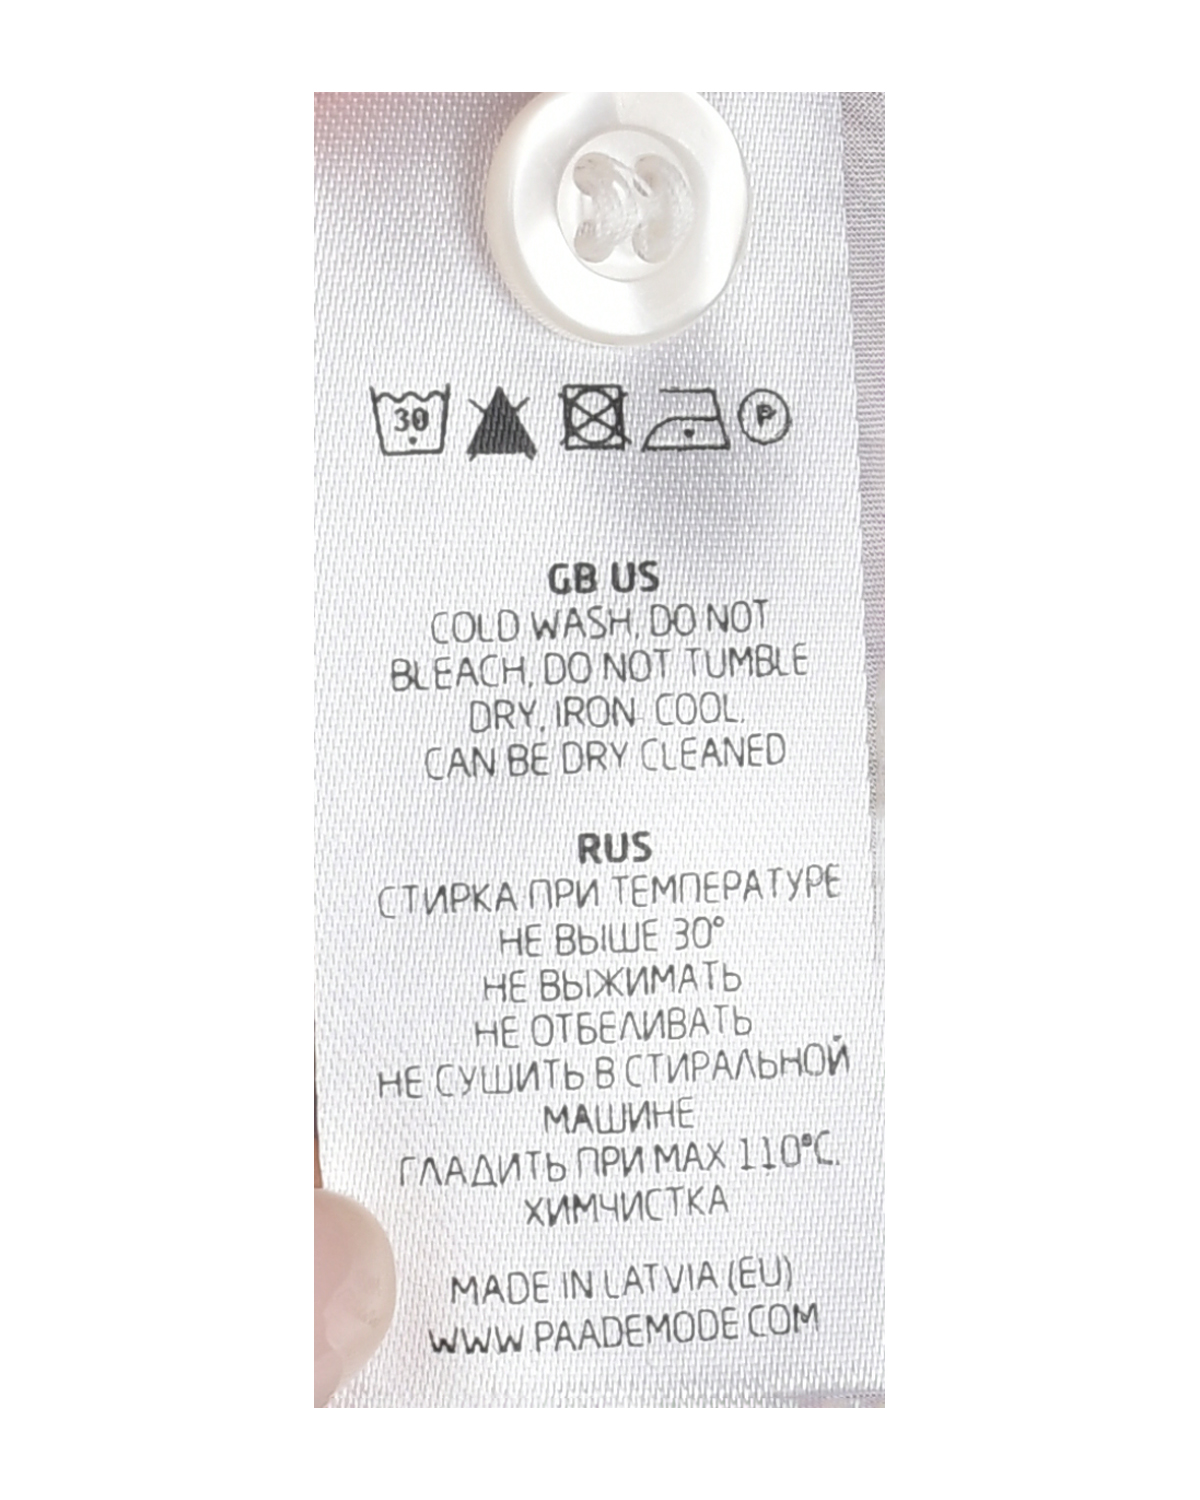 30
P
GB US
COLD WASH, DO NOT
BLEACH, DO NOT TUMBLE
DRY, IRON COOL.
CAN BE DRY CLEANED
RUS
СТИРКА ПРИ ТЕМПЕРАТУРЕ
НЕ ВЫШЕ 30°
НЕ ВЫЖИМАТЬ
НЕ ОТБЕЛИВАТЬ
НЕ СУШИТЬ В СТИРАЛЬНОЙ
МАШИНЕ
ГЛАДИТЬ ПРИ МАХ 110°С.
ХИМЧИСТКА
MADE IN LATVIA (EU)
WWW.PAADEMODE.COM